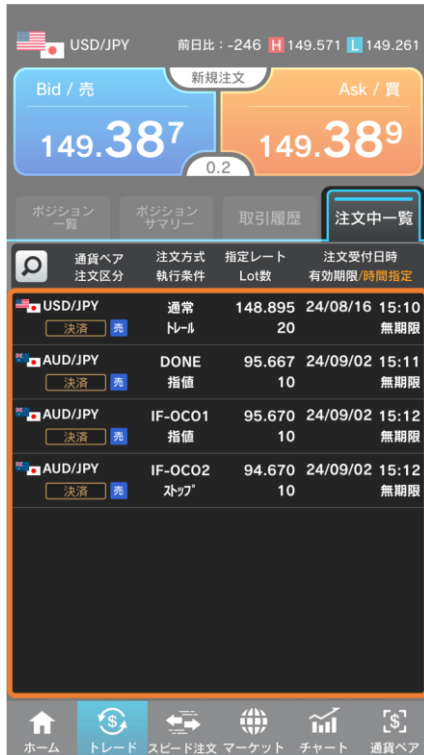 USD/JPY 前日比:-246 H 149.571 L 149.261
新規注文
Bid / 売 Ask / 買
149.387 149.389
0.2
ポジション一覧 ポジションサマリー 取引履歴 注文中一覧
通貨ペア 注文方式 指定レート 注文受付日時
注文区分 執行条件 Lot数 有効期限/時間指定
USD/JPY 通常 148.895 24/08/16 15:10
決済 売 トレール 20 無期限
AUD/JPY DONE 95.667 24/09/02 15:11
決済 売 指値 10 無期限
AUD/JPY IF-OCO1 95.670 24/09/02 15:12
決済 売 指値 10 無期限
AUD/JPY IF-OCO2 94.670 24/09/02 15:12
決済 売 ストップ 10 無期限
ホーム トレード スピード注文 マーケット チャート 通貨ペア